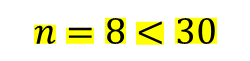 n = 8 < 30